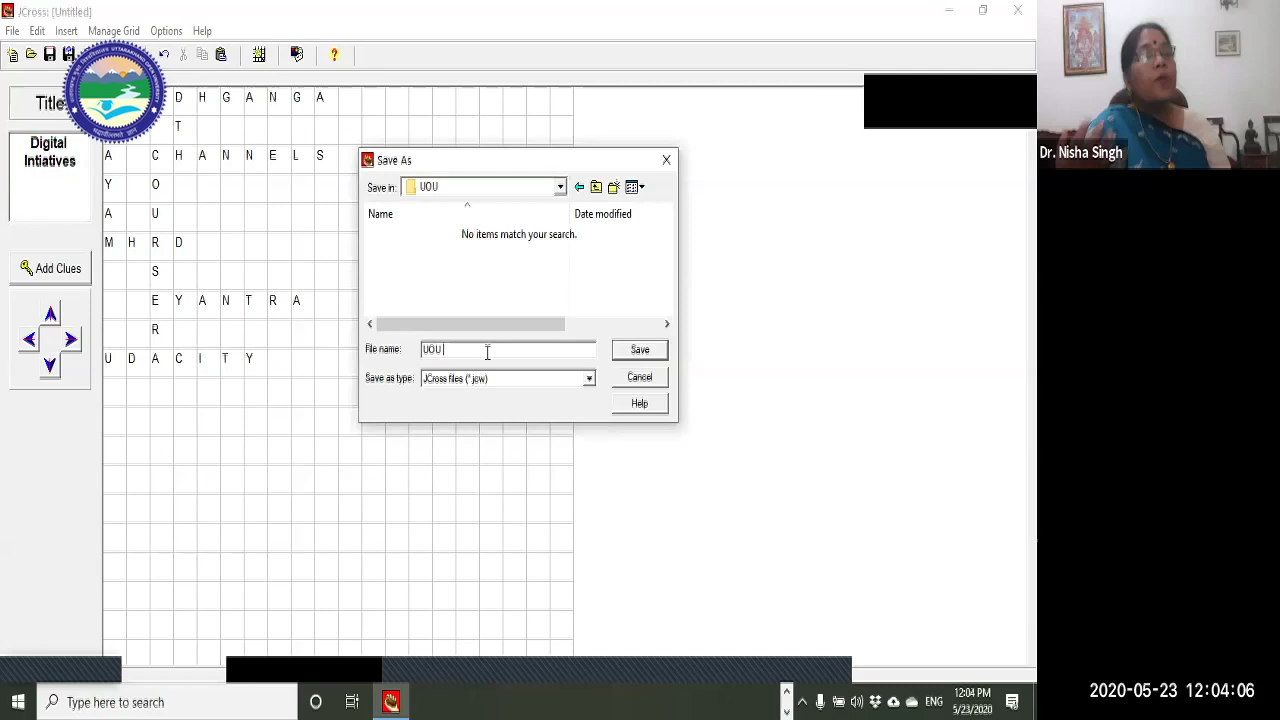 JCross: [Untitled]
File Edit Insert Manage Grid Options Help
Title
D H G A N G A
T
Digital
Intiatives
A C H A N N E L S
Y O
A U
M H R D
S
Add Clues
E Y A N T R A
R
U D A C I T Y
Save As
Save in: UOU
Name Date modified
No items match your search.
File name: UOU
Save
Save as type: JCross files (*.jcw)
Cancel
Help
Dr. Nisha Singh
Type here to search
ENG
12:04 PM
5/23/2020
2020-05-23 12:04:06